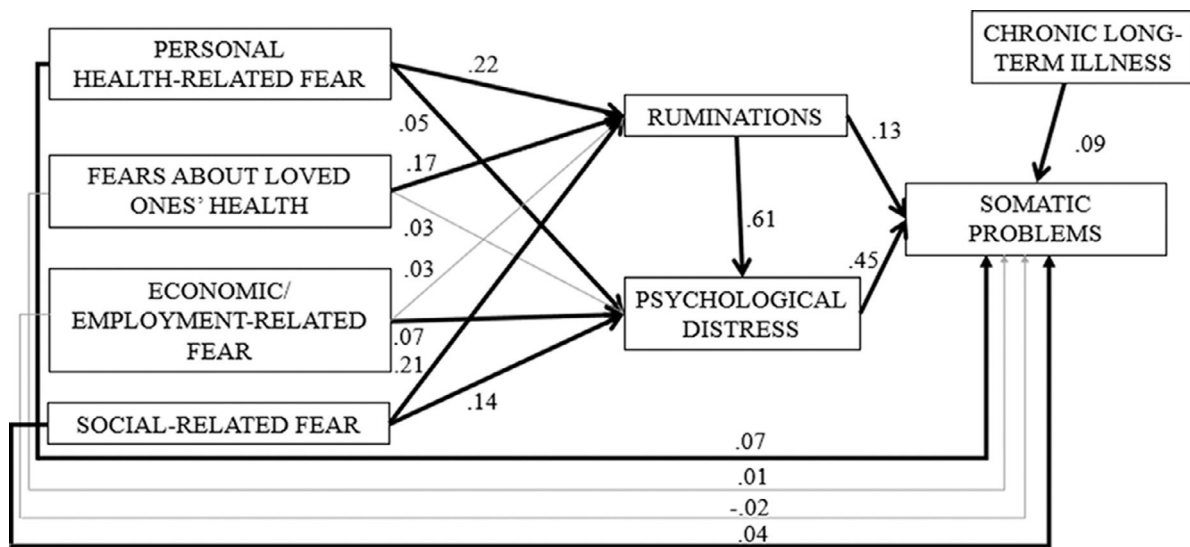 PERSONAL
HEALTH-RELATED FEAR
CHRONIC LONG-
TERM ILLNESS
.22
RUMINATIONS
.05
.13
.09
.17
FEARS ABOUT LOVED
ONES' HEALTH
SOMATIC
PROBLEMS
.03
.61
.03
.45
ECONOMIC/
EMPLOYMENT-RELATED
FEAR
PSYCHOLOGICAL
DISTRESS
.07
.21
.14
SOCIAL-RELATED FEAR
.07
.01
-.02
.04